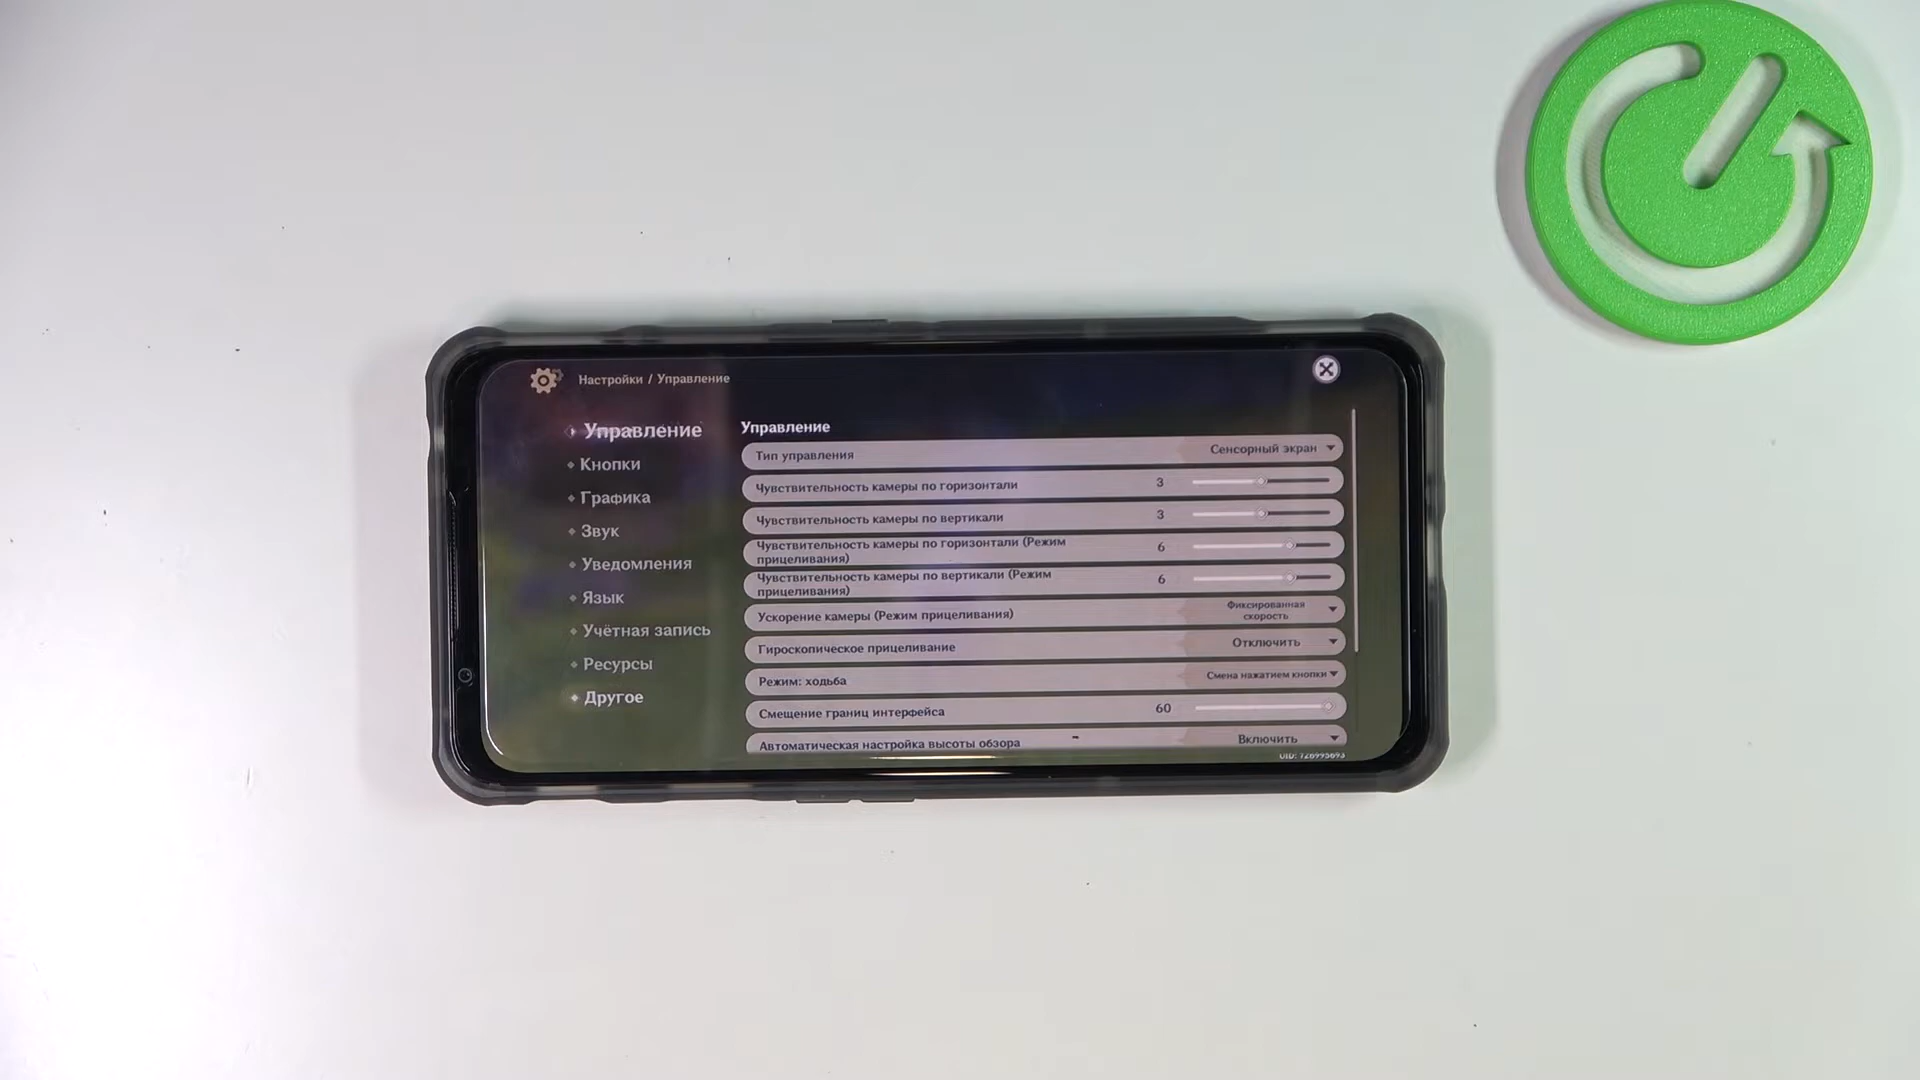 Настройки / Управление
Управление
Кнопки
Графика
Звук
Уведомления
Язык
Учётная запись
Ресурсы
Другое
Управление
Тип управления
Сенсорный экран
Чувствительность камеры по горизонтали
3
Чувствительность камеры по вертикали
3
Чувствительность камеры по горизонтали (Режим
прицеливания)
6
Чувствительность камеры по вертикали (Режим
прицеливания)
6
Ускорение камеры (Режим прицеливания)
Фиксированная
скорость
Гироскопическое прицеливание
Отключить
Режим: ходьба
Смена нажатием кнопки
Смещение границ интерфейса
60
Автоматическая настройка высоты обзора
Включить